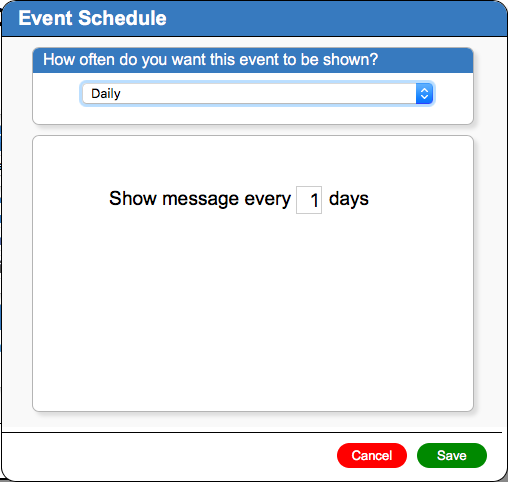 Event Schedule
How often do you want this event to be shown?
Daily
Show message every 1 days
Cancel Save